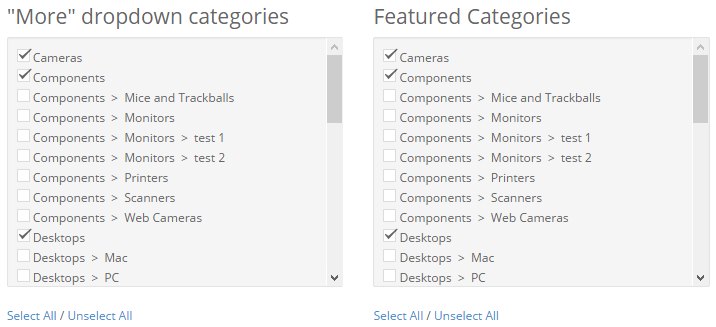 "More" dropdown categories
Cameras
Components
Components > Mice and Trackballs
Components > Monitors
Components > Monitors > test 1
Components > Monitors > test 2
Components > Printers
Components > Scanners
Components > Web Cameras
Desktops
Desktops > Mac
Desktops > PC
Select All / Unselect All
Featured Categories
Cameras
Components
Components > Mice and Trackballs
Components > Monitors
Components > Monitors > test 1
Components > Monitors > test 2
Components > Printers
Components > Scanners
Components > Web Cameras
Desktops
Desktops > Mac
Desktops > PC
Select All / Unselect All